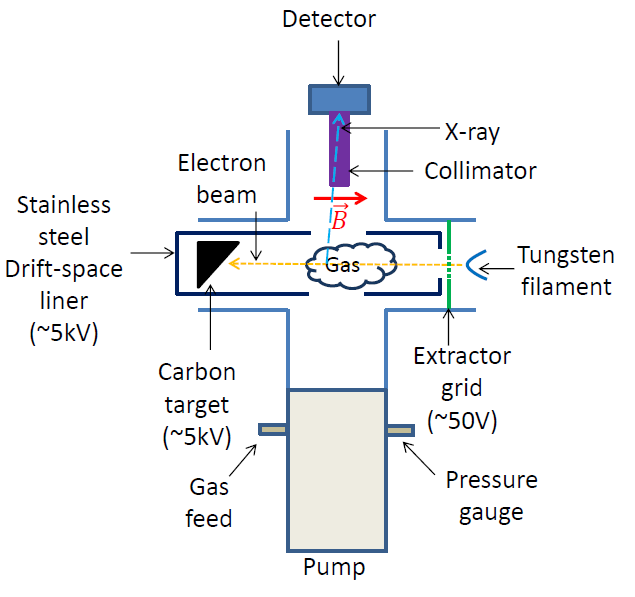 Detector
X-ray
Collimator
Electron
beam
B
Stainless
steel
Drift-space
liner
(~5kV)
Gas
Tungsten
filament
Extractor
grid
(~50V)
Carbon
target
(~5kV)
Gas
feed
Pressure
gauge
Pump